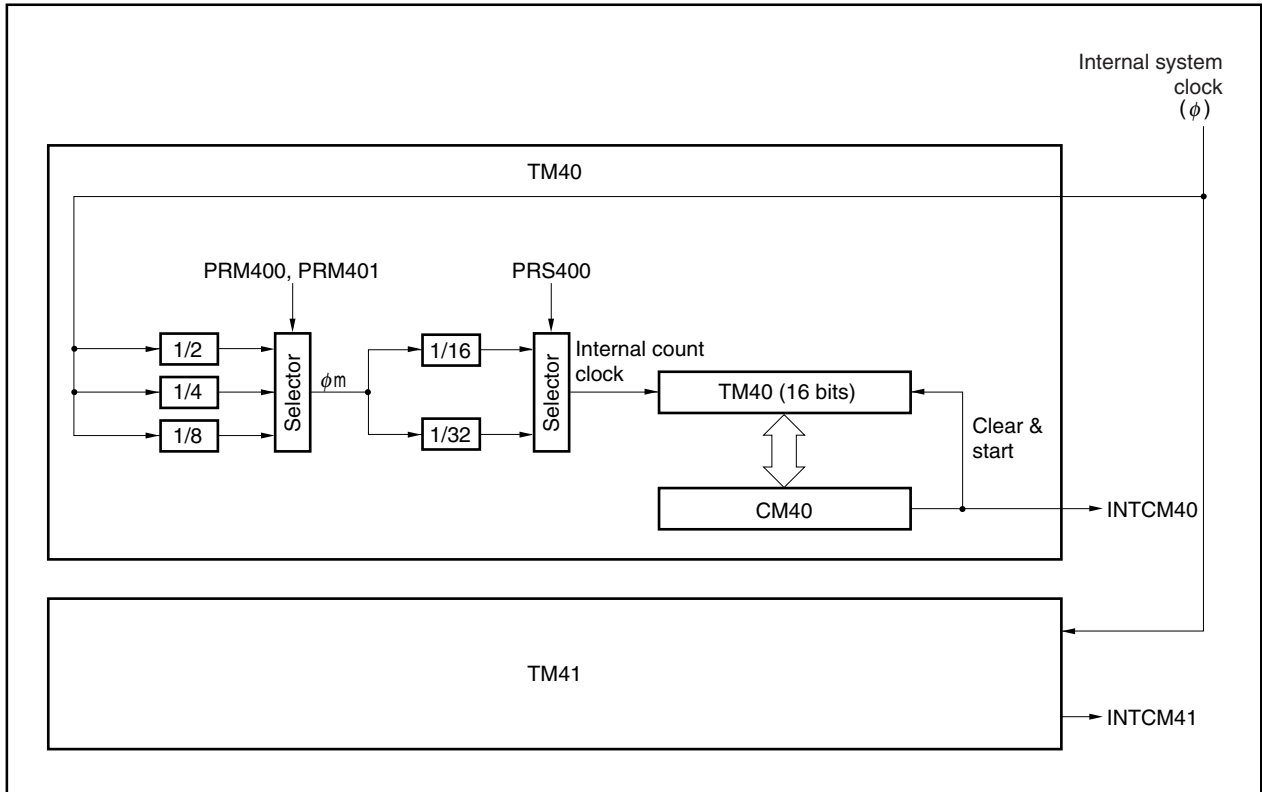 Internal system
clock
(φ)
TM40
PRM400, PRM401
PRS400
1/2
1/4
1/8
Selector
φm
1/16
1/32
Selector
Internal count
clock
TM40 (16 bits)
Clear &
start
CM40
INTCM40
TM41
INTCM41